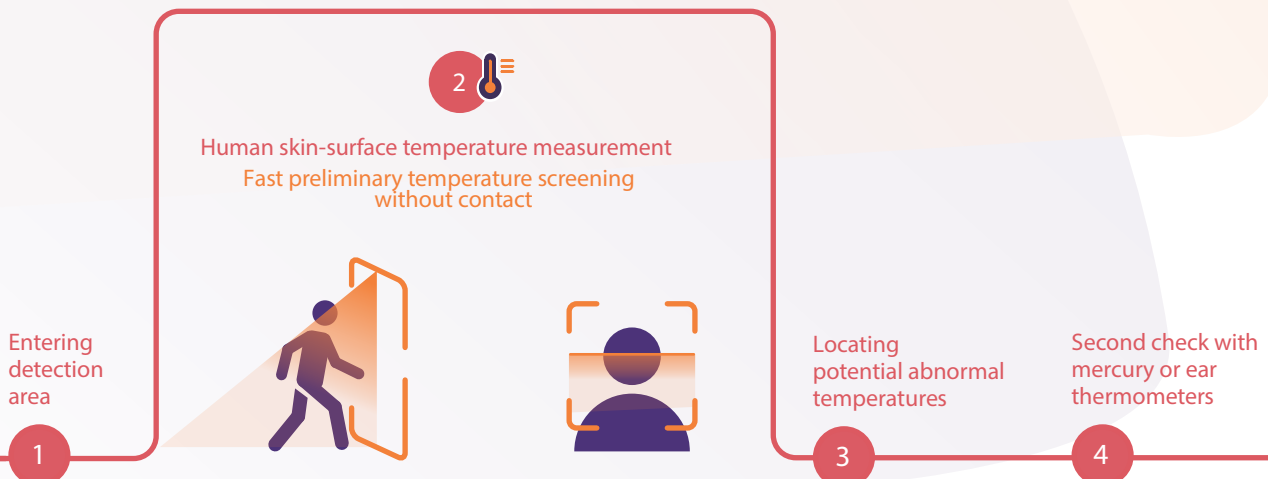 2
Human skin-surface temperature measurement
Fast preliminary temperature screening
without contact
Entering
detection
area
1
Locating
potential abnormal
temperatures
3
Second check with
mercury or ear
thermometers
4